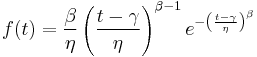 f(t) = \frac{\beta}{\eta} \left( \frac{t - \gamma}{\eta} \right)^{\beta - 1} e^{-\left( \frac{t - \gamma}{\eta} \right)^{\beta}}